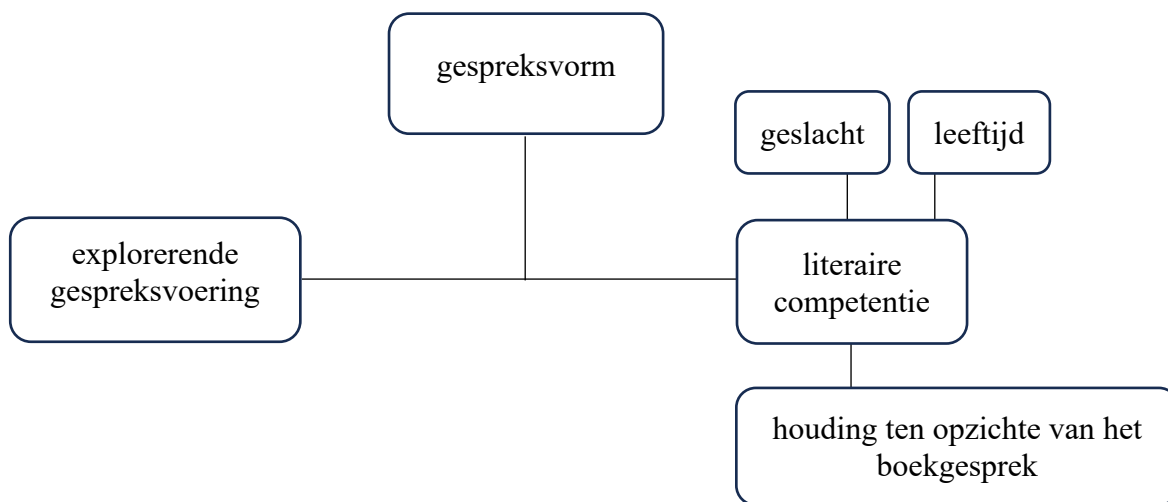 gespreksvorm
geslacht
leeftijd
explorerende
gespreksvoering
literaire
competentie
houding ten opzichte van het
boekgesprek